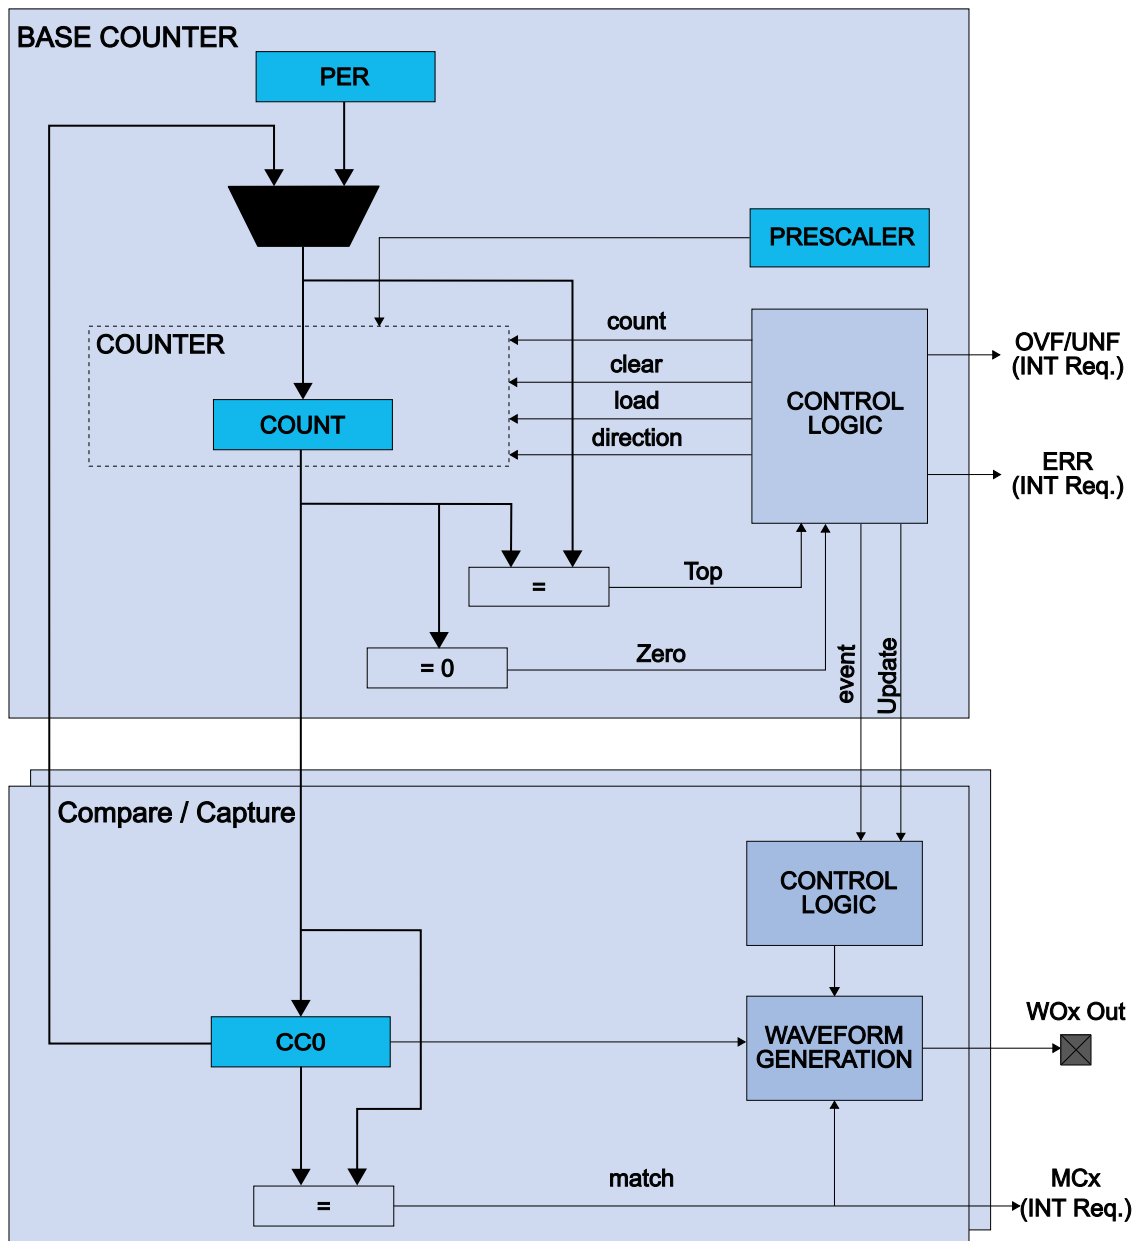 BASE COUNTER
PER
PRESCALER
COUNTER
count
clear
load
direction
COUNT
CONTROL
LOGIC
OVF/UNF
(INT Req.)
ERR
(INT Req.)
=
Top
= 0
Zero
event
Update
Compare / Capture
CONTROL
LOGIC
CC0
WAVEFORM
GENERATION
WOx Out
=
match
MCx
(INT Req.)